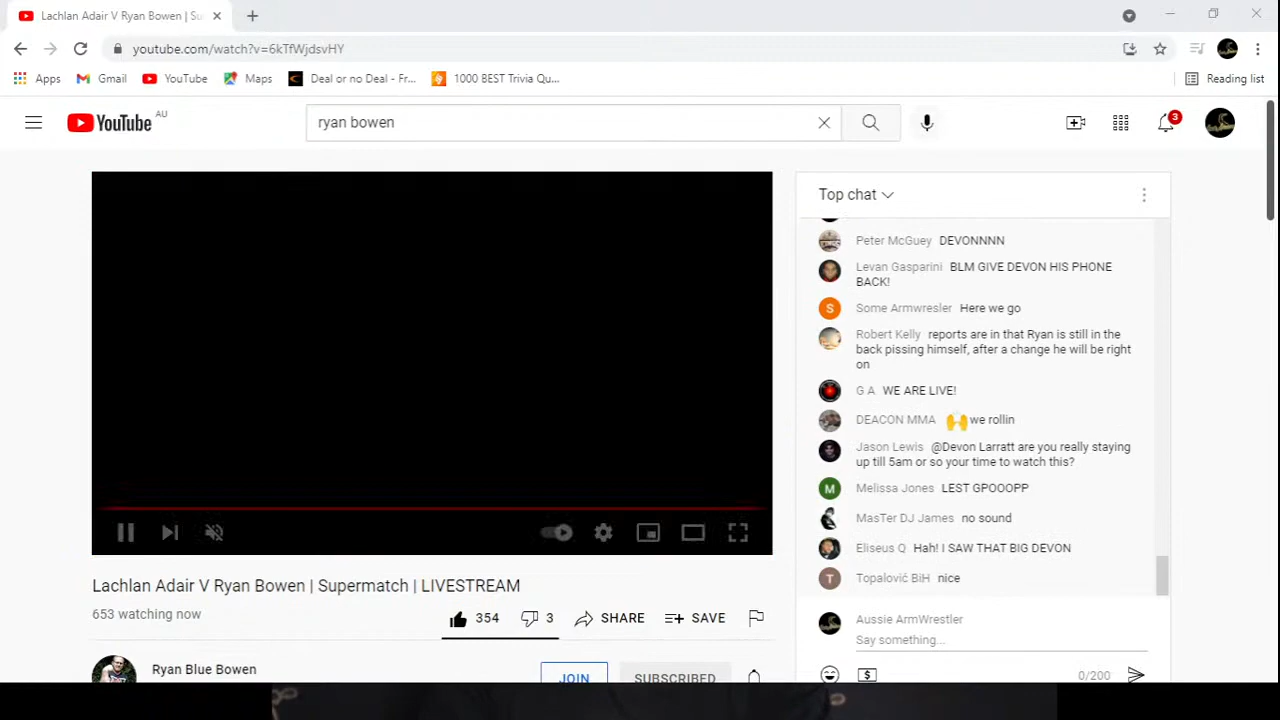 Lachlan Adair V Ryan Bowen | Su
youtube.com/watch?v=6kTfWjdsvHY
Apps Gmail YouTube Maps Deal or no Deal - Fr... 1000 BEST Trivia Qu... Reading list
YouTube AU
ryan bowen
3
Top chat
Peter McGuey DEVONNNN
Levan Gasparini BLM GIVE DEVON HIS PHONE
BACK!
Some Armwresler Here we go
Robert Kelly reports are in that Ryan is still in the
back pissing himself, after a change he will be right
on
G A WE ARE LIVE!
DEACON MMA 🙌 we rollin
Jason Lewis @Devon Larratt are you really staying
up till 5am or so your time to watch this?
M Melissa Jones LEST GPOOOPP
MasTer DJ James no sound
Eliseus Q Hah! I SAW THAT BIG DEVON
T Topalović BiH nice
Aussie ArmWrestler
Say something...
0/200
Lachlan Adair V Ryan Bowen | Supermatch | LIVESTREAM
653 watching now
354 3 SHARE SAVE
Ryan Blue Bowen
JOIN SUBSCRIBED